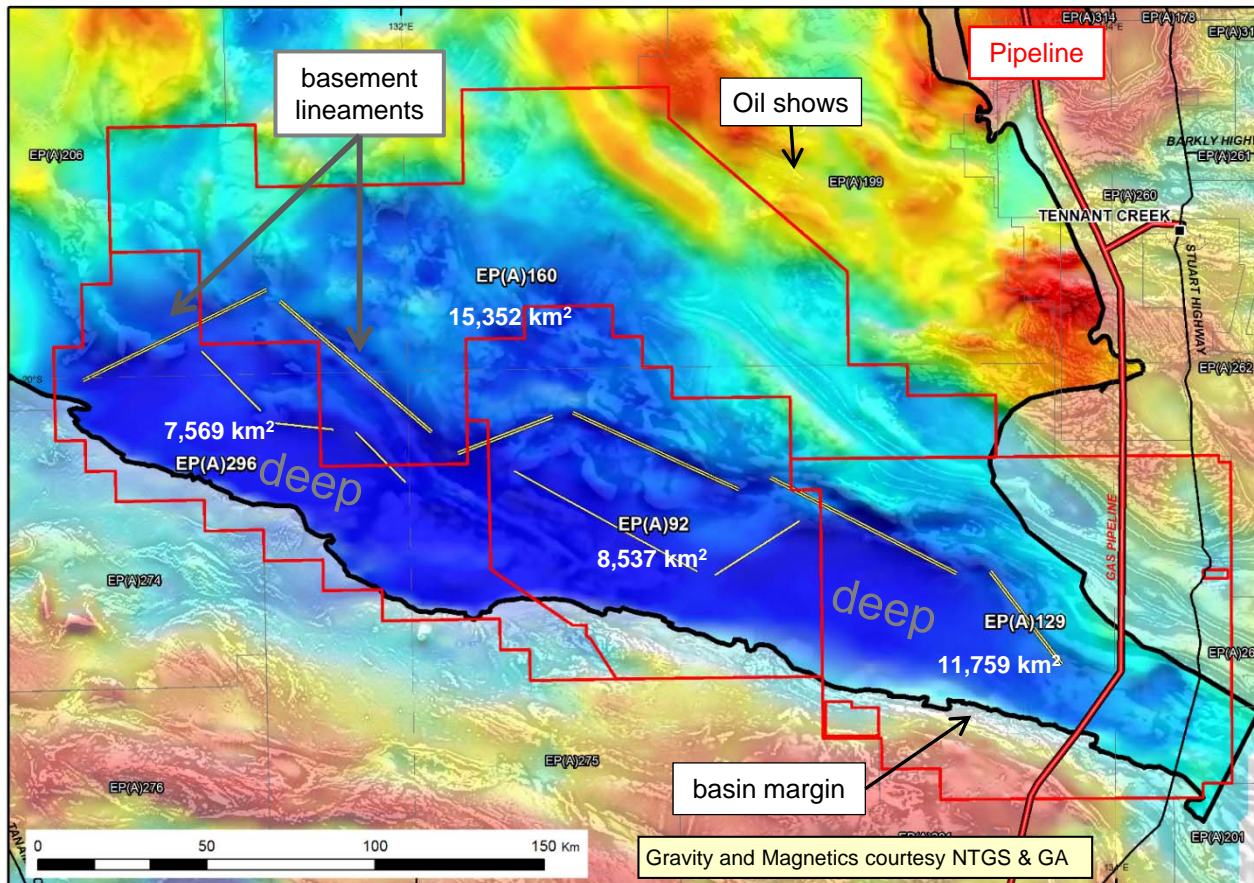 EP(A)314
EP(A)178
132°E
Pipeline
basement
lineaments
Oil shows
BARKLY HIGHW
EP(A)206
EP(A)261
EP(A)199
EP(A)260
TENNANT CREEK
STUART HIGHWAY
EP(A)160
15,352 km²
20°S
EP(A)262
7,569 km²
EP(A)296
deep
EP(A)92
8,537 km²
GAS PIPELINE
EP(A)274
deep
EP(A)129
11,759 km²
EP(A)275
EP(A)276
basin margin
EP(A)201
0 50 100 150 Km
Gravity and Magnetics courtesy NTGS & GA